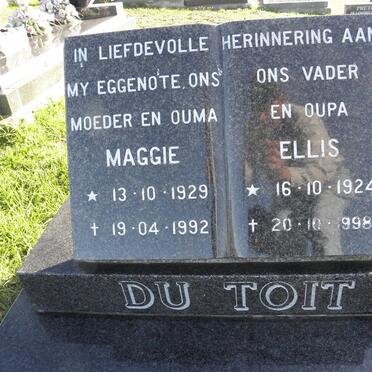 IN LIEFDEVOLLE HERINNERING AAN
MY EGGENOTE, ONS
MOEDER EN OUMA
MAGGIE
★ 13·10·1929
✝ 19·04·1992
ONS VADER
EN OUPA
ELLIS
★ 16·10·1924
✝ 20·10·1998
DU TOIT